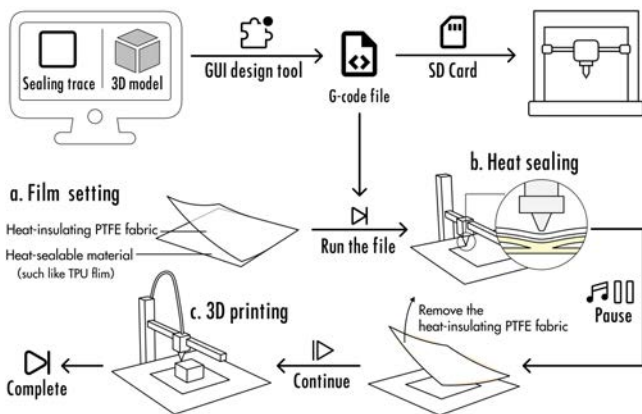 Sealing trace
3D model
GUI design tool
G-code file
SD Card
a. Film setting
Heat-insulating PTFE fabric
Heat-sealable material
(such like TPU flim)
Run the file
b. Heat sealing
Pause
Remove the
heat-insulating PTFE fabric
Continue
c. 3D printing
Complete